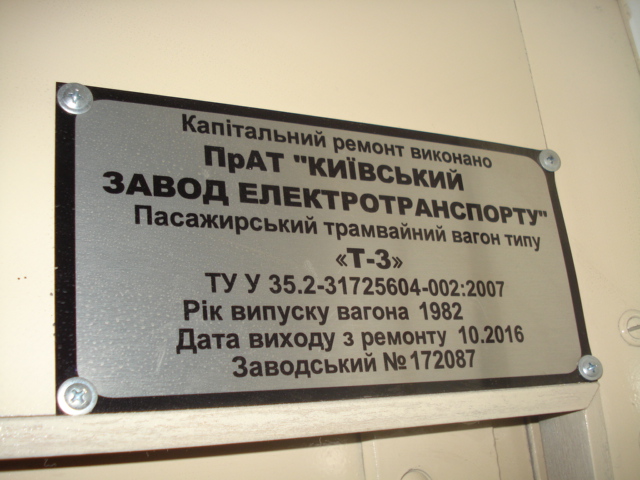 Капітальний ремонт виконано
ПрАТ "КИЇВСЬКИЙ
ЗАВОД ЕЛЕКТРОТРАНСПОРТУ"
Пасажирський трамвайний вагон типу
«Т-3»
ТУ У 35.2-31725604-002:2007
Рік випуску вагона 1982
Дата виходу з ремонту 10.2016
Заводський №172087